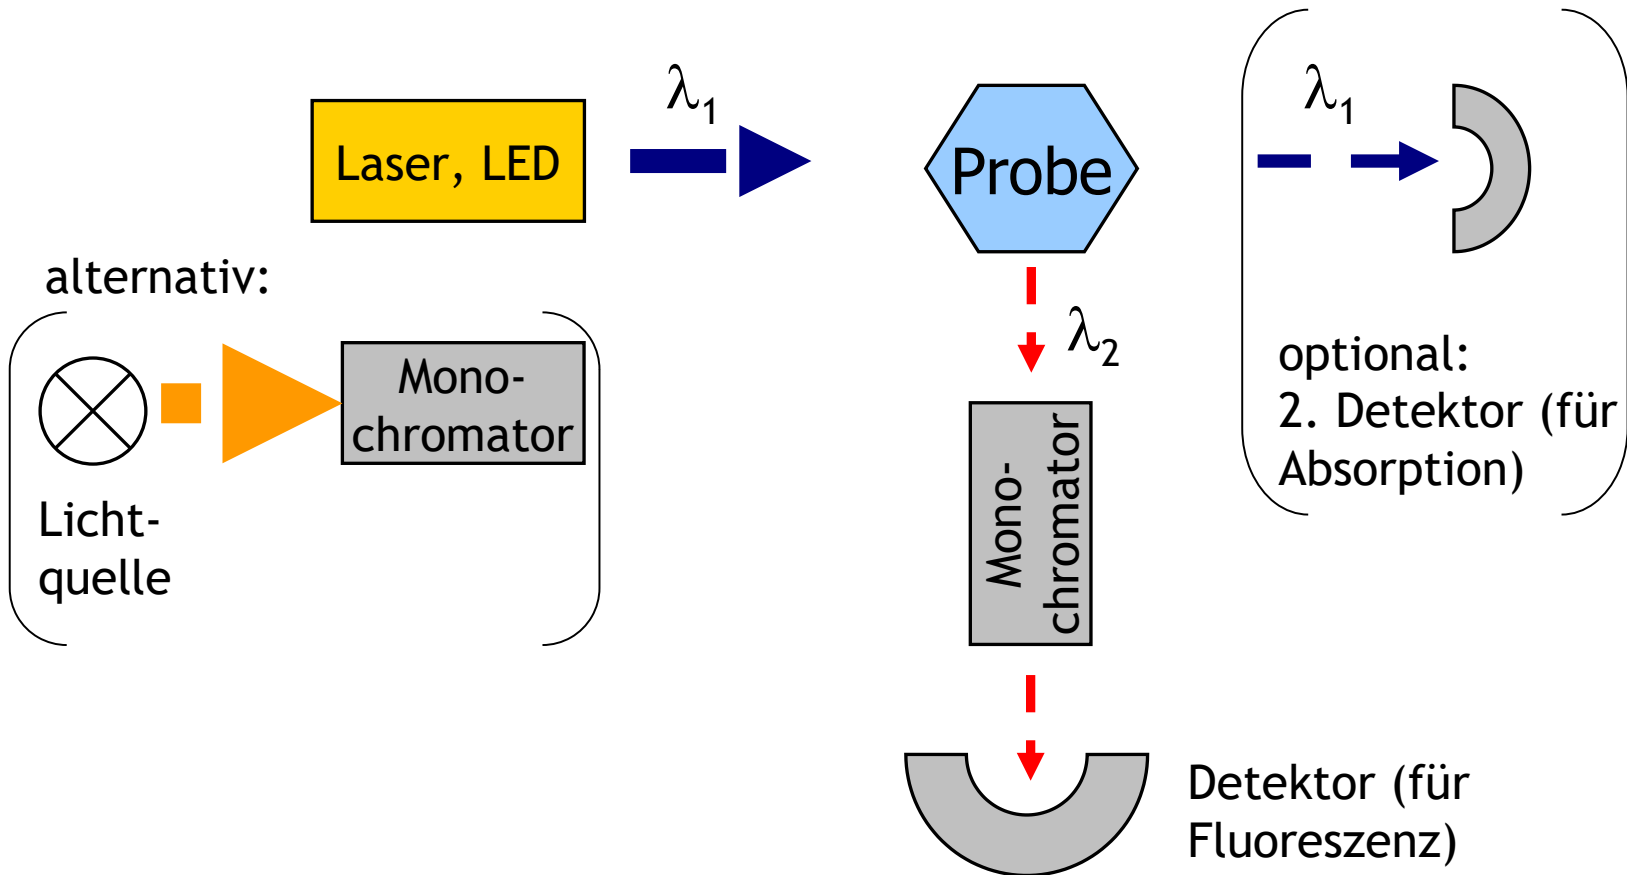 λ1
Laser, LED
Probe
λ1
alternativ:
Mono-
chromator
Licht-
quelle
λ2
optional:
2. Detektor (für
Absorption)
Mono-
chromator
Detektor (für
Fluoreszenz)